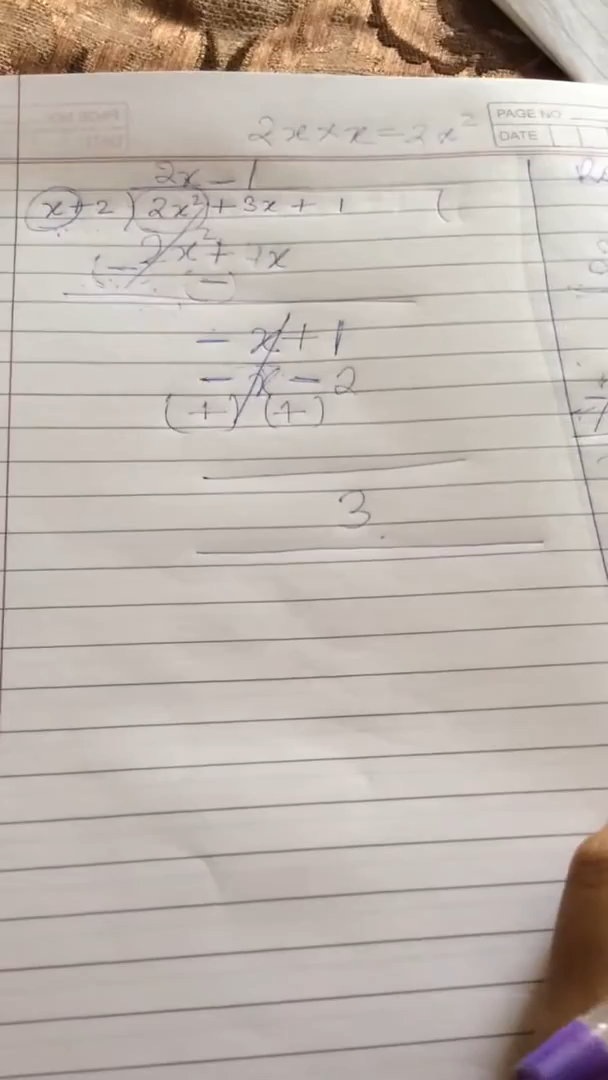 PAGE NO
DATE
2x × x = 2x²
2x - 1
x + 2 ) 2x² + 3x + 1 (
2x² + 4x
(-) (-)
- x + 1
- x - 2
(+) (+)
3